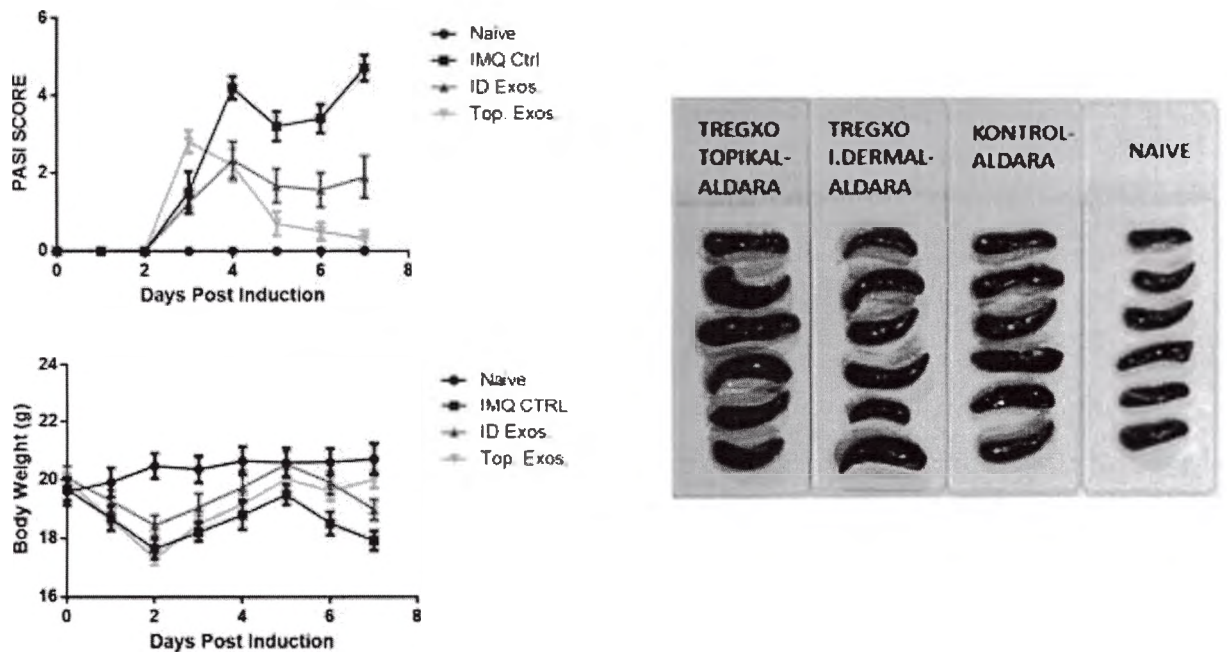 6
4
2
0
PASI SCORE
0 2 4 6 8
Days Post Induction
Naive
IMQ Ctrl
ID Exos
Top. Exos
24
22
20
18
16
Body Weight (g)
0 2 4 6 8
Days Post Induction
Naive
IMQ CTRL
ID Exos
Top. Exos
TREGXO
TOPIKAL-
ALDARA
TREGXO
I.DERMAL-
ALDARA
KONTROL-
ALDARA
NAIVE